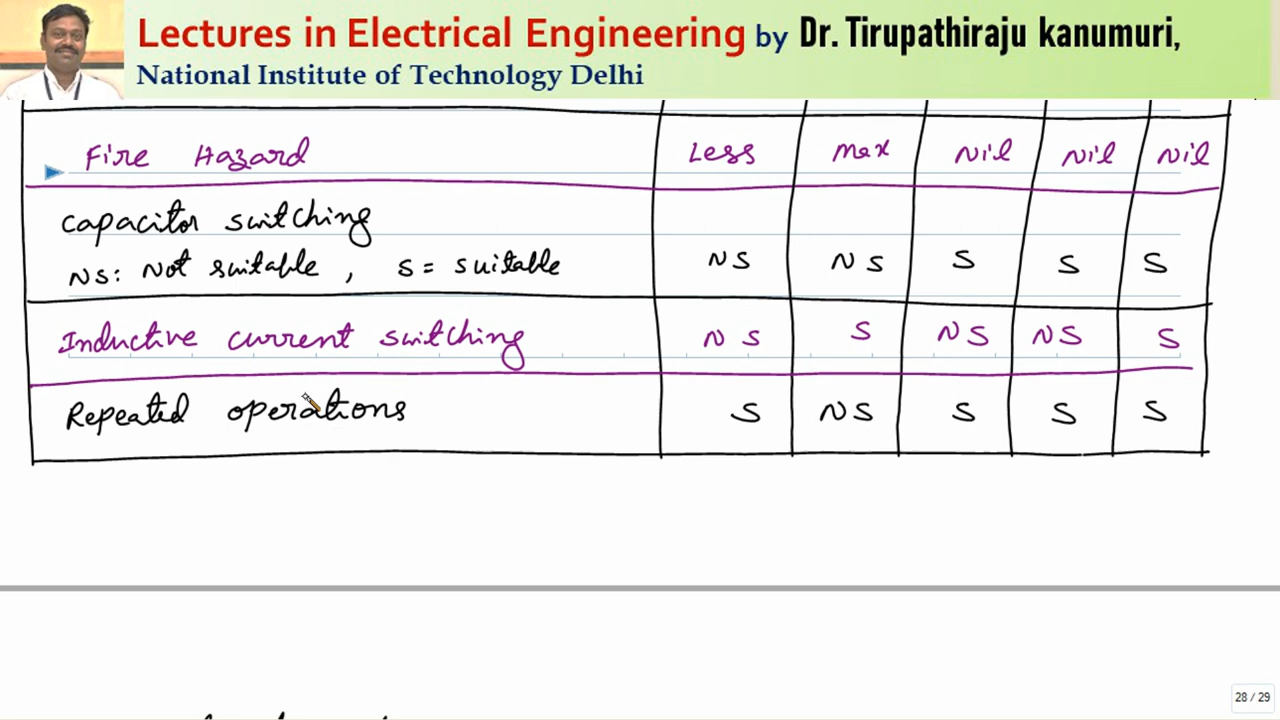 Lectures in Electrical Engineering by Dr. Tirupathiraju kanumuri,
National Institute of Technology Delhi
Fire Hazard Less Max Nil Nil Nil
Capacitor switching
NS: Not suitable, S = suitable NS NS S S S
Inductive current switching NS S NS NS S
Repeated operations S NS S S S
28 / 29